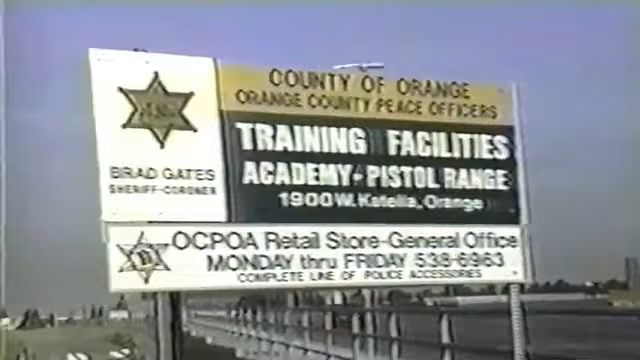 COUNTY OF ORANGE
ORANGE COUNTY PEACE OFFICERS
BRAD GATES
SHERIFF-CORONER
TRAINING FACILITIES
ACADEMY-PISTOL RANGE
1900 W. Katella, Orange
OCPOA Retail Store-General Office
MONDAY thru FRIDAY 538-6963
COMPLETE LINE OF POLICE ACCESSORIES